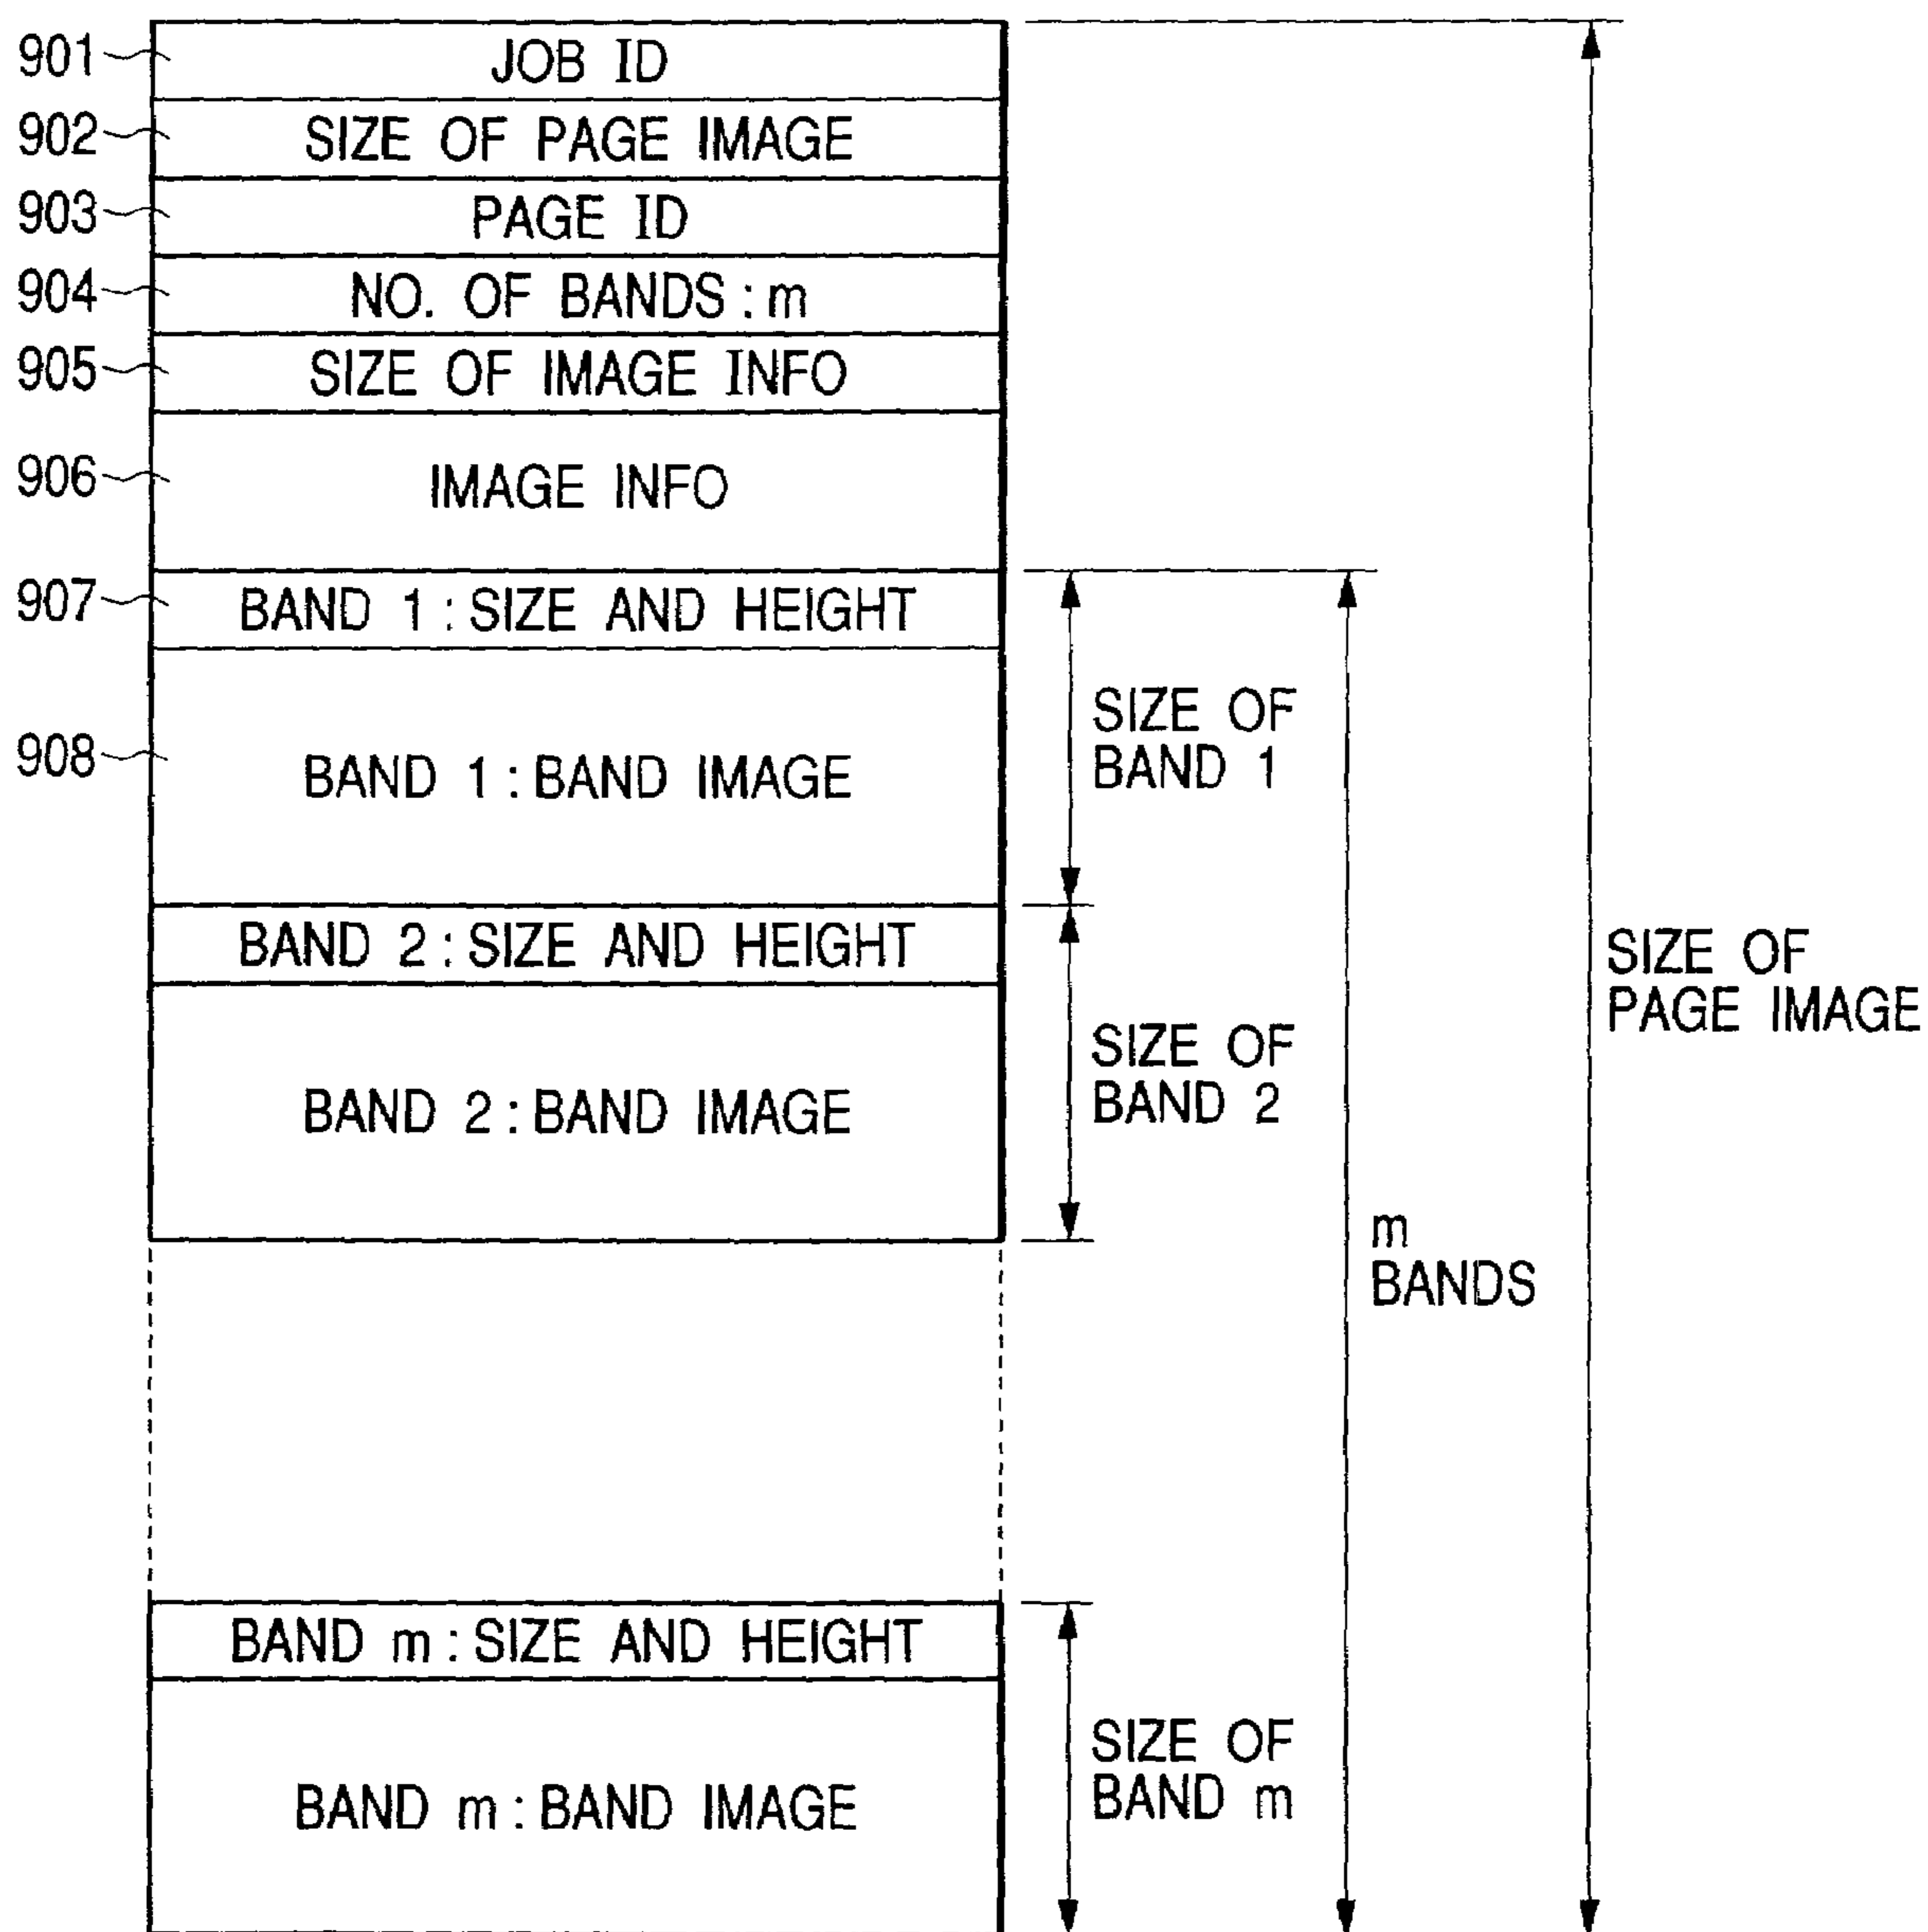 901 JOB ID
902 SIZE OF PAGE IMAGE
903 PAGE ID
904 NO. OF BANDS : m
905 SIZE OF IMAGE INFO
906 IMAGE INFO
907 BAND 1 : SIZE AND HEIGHT
908 BAND 1 : BAND IMAGE
SIZE OF
BAND 1
BAND 2 : SIZE AND HEIGHT
BAND 2 : BAND IMAGE
SIZE OF
BAND 2
BAND m : SIZE AND HEIGHT
BAND m : BAND IMAGE
SIZE OF
BAND m
m
BANDS
SIZE OF
PAGE IMAGE